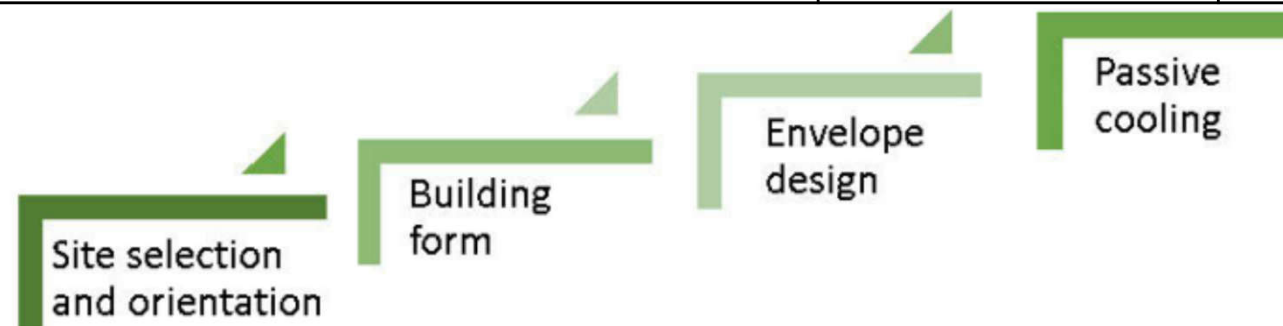 Site selection
and orientation
Building
form
Envelope
design
Passive
cooling